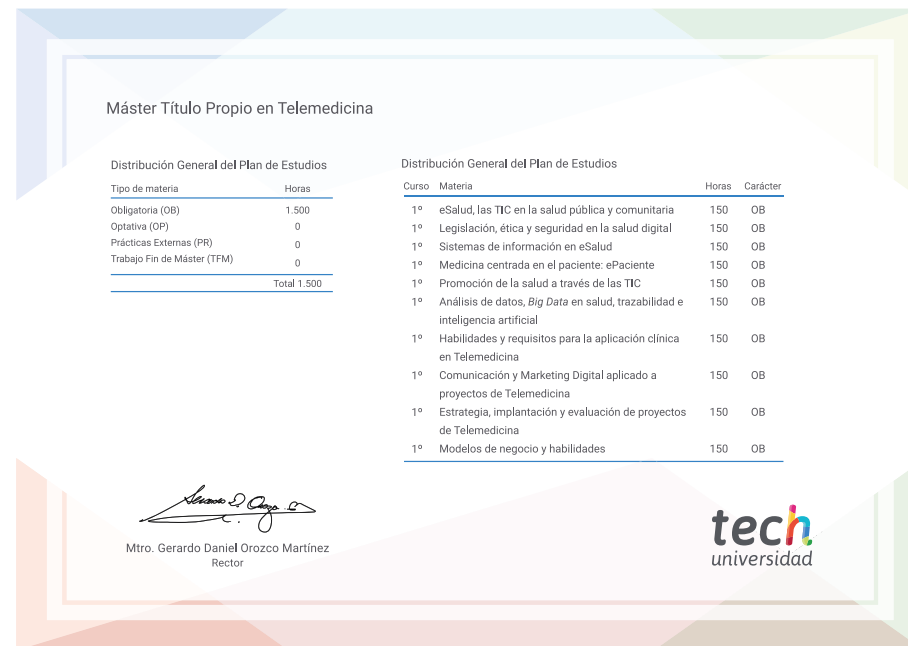 Máster Título Propio en Telemedicina
Distribución General del Plan de Estudios
Tipo de materia Horas
Obligatoria (OB) 1.500
Optativa (OP) 0
Prácticas Externas (PR) 0
Trabajo Fin de Máster (TFM) 0
Total 1.500
Distribución General del Plan de Estudios
Curso Materia Horas Carácter
1º eSalud, las TIC en la salud pública y comunitaria 150 OB
1º Legislación, ética y seguridad en la salud digital 150 OB
1º Sistemas de información en eSalud 150 OB
1º Medicina centrada en el paciente: ePaciente 150 OB
1º Promoción de la salud a través de las TIC 150 OB
1º Análisis de datos, Big Data en salud, trazabilidad e 150 OB
inteligencia artificial
1º Habilidades y requisitos para la aplicación clínica 150 OB
en Telemedicina
1º Comunicación y Marketing Digital aplicado a 150 OB
proyectos de Telemedicina
1º Estrategia, implantación y evaluación de proyectos 150 OB
de Telemedicina
1º Modelos de negocio y habilidades 150 OB
Mtro. Gerardo Daniel Orozco Martínez
Rector
tech
universidad